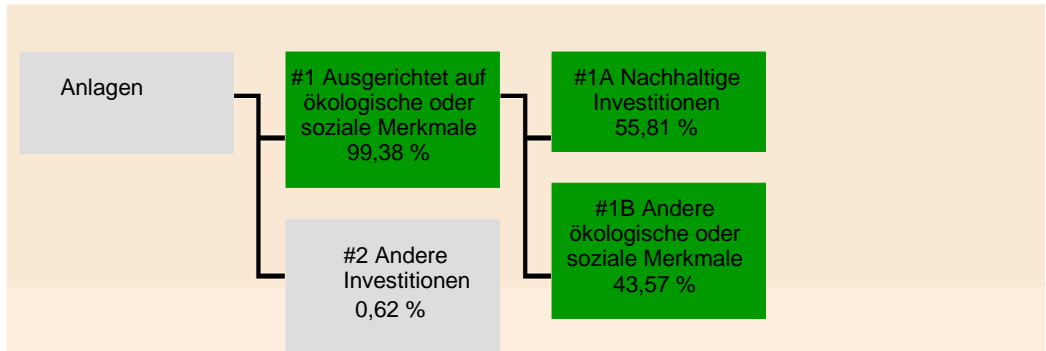 Anlagen
#1 Ausgerichtet auf
ökologische oder
soziale Merkmale
99,38 %
#2 Andere
Investitionen
0,62 %
#1A Nachhaltige
Investitionen
55,81 %
#1B Andere
ökologische oder
soziale Merkmale
43,57 %